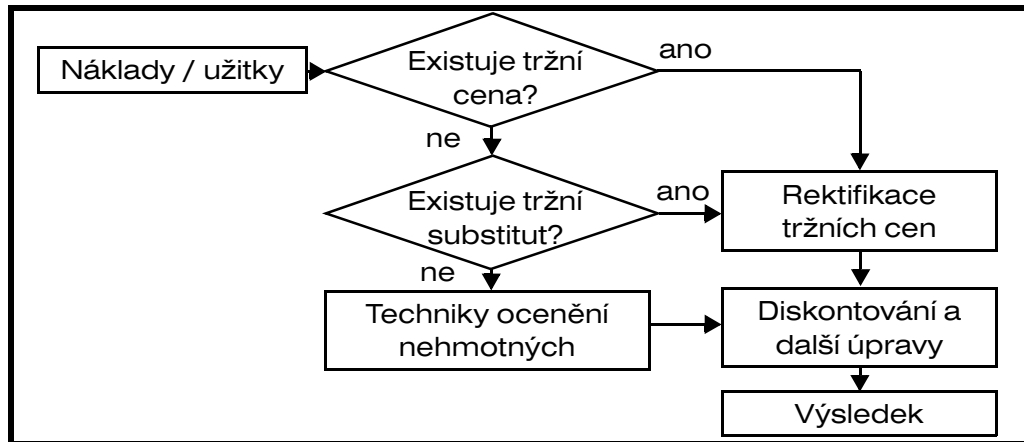 Náklady / užitky
Existuje tržní
cena?
ano
ne
Existuje tržní
substitut?
ano
Rektifikace
tržních cen
ne
Techniky ocenění
nehmotných
Diskontování a
další úpravy
Výsledek